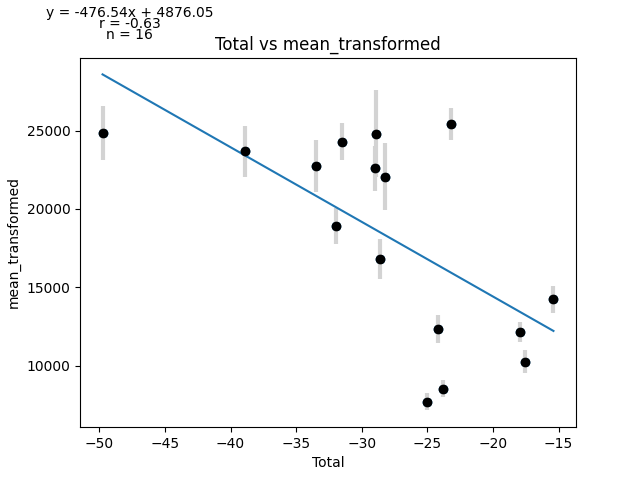 y = -476.54x + 4876.05
r = -0.63
n = 16
Total vs mean_transformed
25000
20000
15000
10000
mean_transformed
−50
−45
−40
−35
−30
−25
−20
−15
Total